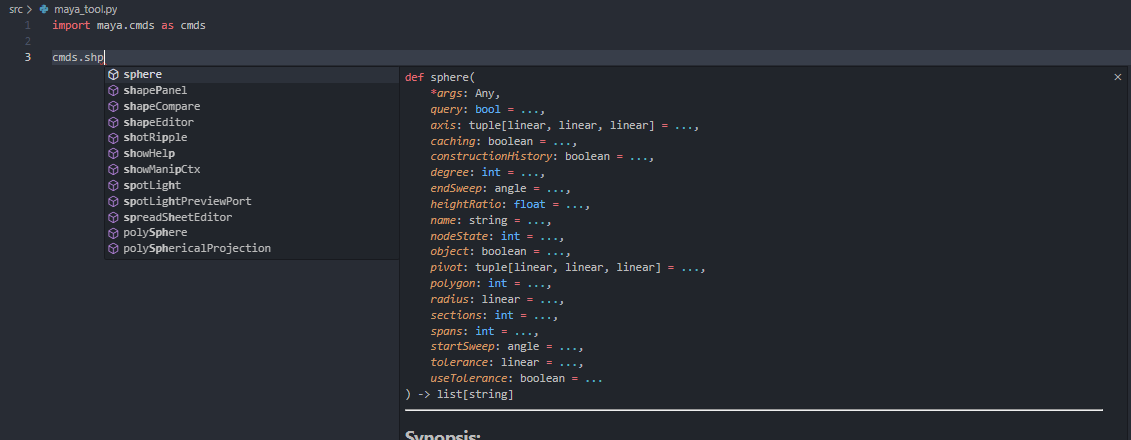 src > maya_tool.py
1 import maya.cmds as cmds
2
3 cmds.shp
sphere
shapePanel
shapeCompare
shapeEditor
shotRipple
showHelp
showManipCtx
spotLight
spotLightPreviewPort
spreadSheetEditor
polySphere
polySphericalProjection
def sphere(
*args: Any,
query: bool = ...,
axis: tuple[linear, linear, linear] = ...,
caching: boolean = ...,
constructionHistory: boolean = ...,
degree: int = ...,
endSweep: angle = ...,
heightRatio: float = ...,
name: string = ...,
nodeState: int = ...,
object: boolean = ...,
pivot: tuple[linear, linear, linear] = ...,
polygon: int = ...,
radius: linear = ...,
sections: int = ...,
spans: int = ...,
startSweep: angle = ...,
tolerance: linear = ...,
useTolerance: boolean = ...
) -> list[string]
Synopsis: